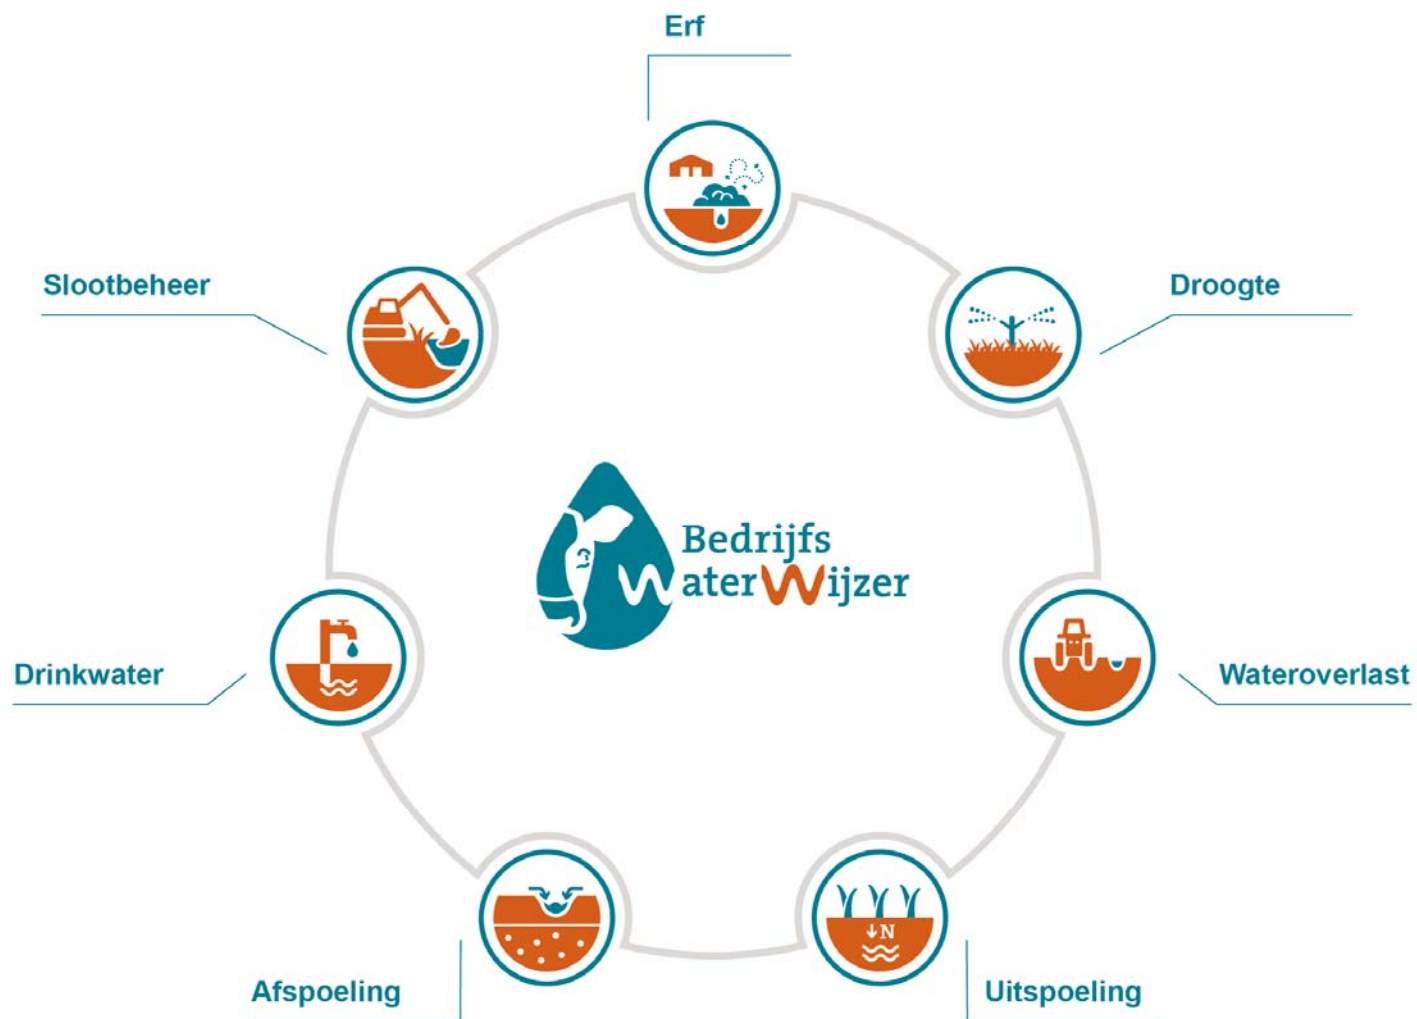 Erf
Slootbeheer
Droogte
Bedrijfs
WaterWijzer
Drinkwater
Wateroverlast
N
Afspoeling
Uitspoeling